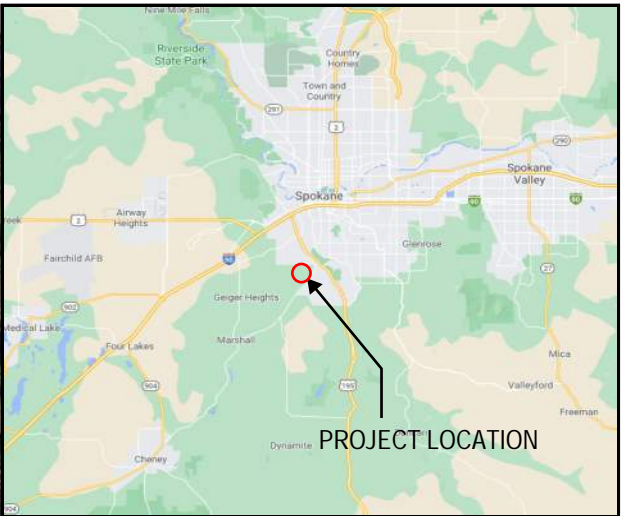 Nine Mile Falls
Riverside
State Park
Country
Homes
Town and
Country
291
2
290
Spokane
Valley
Spokane
90
90
Airway
Heights
2
Glenrose
Fairchild AFB
90
27
Geiger Heights
902
Medical Lake
Four Lakes
Marshall
Mica
904
195
Valleyford
Freeman
Dynamite
PROJECT LOCATION
Cheney
904